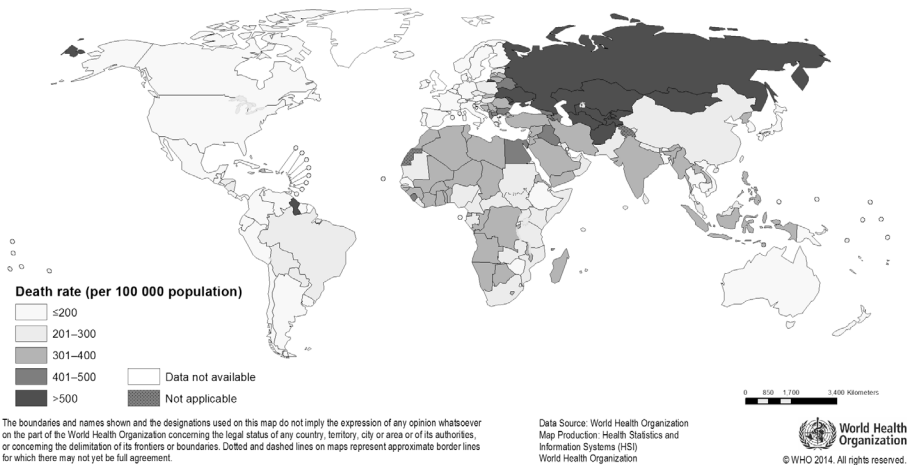 Death rate (per 100 000 population)
≤200
201–300
301–400
401–500
>500
Data not available
Not applicable
0 850 1,700 3,400 Kilometers
The boundaries and names shown and the designations used on this map do not imply the expression of any opinion whatsoever
on the part of the World Health Organization concerning the legal status of any country, territory, city or area or of its authorities,
or concerning the delimitation of its frontiers or boundaries. Dotted and dashed lines on maps represent approximate border lines
for which there may not yet be full agreement.
Data Source: World Health Organization
Map Production: Health Statistics and
Information Systems (HSI)
World Health Organization
World Health
Organization
© WHO 2014. All rights reserved.